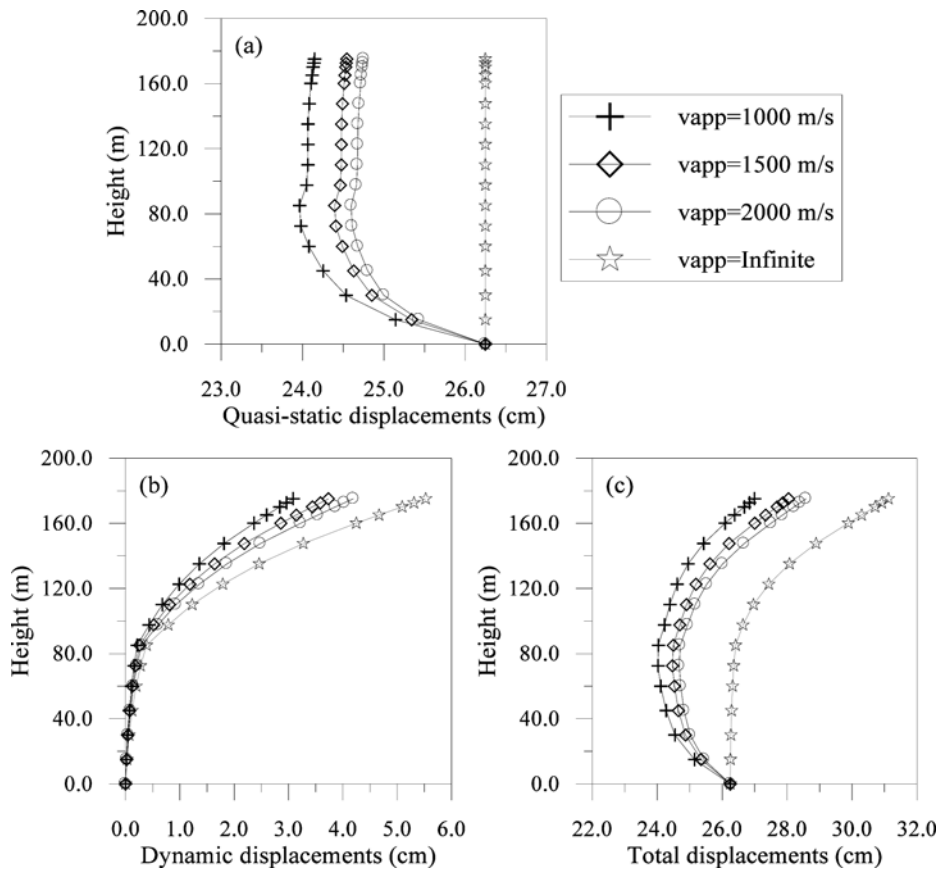 200.0
(a)
160.0
120.0
80.0
40.0
0.0
Height (m)
23.0 24.0 25.0 26.0 27.0
Quasi-static displacements (cm)
vapp=1000 m/s
vapp=1500 m/s
vapp=2000 m/s
vapp=Infinite
200.0
(b)
160.0
120.0
80.0
40.0
0.0
Height (m)
0.0 1.0 2.0 3.0 4.0 5.0 6.0
Dynamic displacements (cm)
200.0
(c)
160.0
120.0
80.0
40.0
0.0
Height (m)
22.0 24.0 26.0 28.0 30.0 32.0
Total displacements (cm)